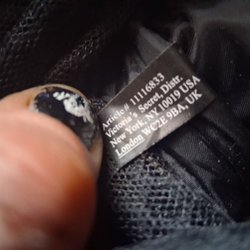 Article# 11116833
Victoria's Secret, Distr.
New York, NY 10019 USA
London WC2E 9BA, UK